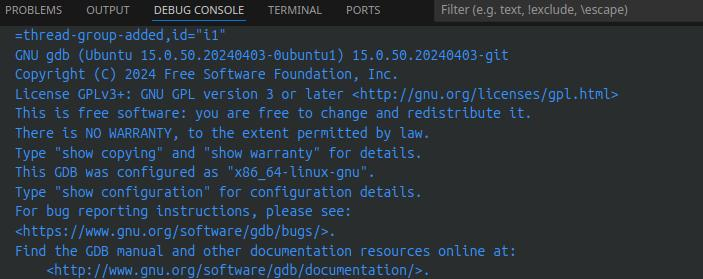 PROBLEMS OUTPUT DEBUG CONSOLE TERMINAL PORTS Filter (e.g. text, !exclude, \escape)
=thread-group-added,id="i1"
GNU gdb (Ubuntu 15.0.50.20240403-0ubuntu1) 15.0.50.20240403-git
Copyright (C) 2024 Free Software Foundation, Inc.
License GPLv3+: GNU GPL version 3 or later <http://gnu.org/licenses/gpl.html>
This is free software: you are free to change and redistribute it.
There is NO WARRANTY, to the extent permitted by law.
Type "show copying" and "show warranty" for details.
This GDB was configured as "x86_64-linux-gnu".
Type "show configuration" for configuration details.
For bug reporting instructions, please see:
<https://www.gnu.org/software/gdb/bugs/>.
Find the GDB manual and other documentation resources online at:
    <http://www.gnu.org/software/gdb/documentation/>.